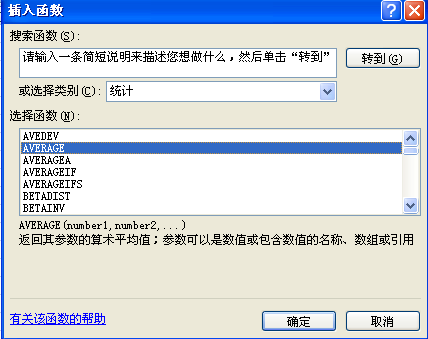 插入函数
搜索函数(S):
请输入一条简短说明来描述您想做什么，然后单击“转到”
转到(G)
或选择类别(C): 统计
选择函数(N):
AVEDEV
AVERAGE
AVERAGEA
AVERAGEIF
AVERAGEIFS
BETADIST
BETAINV
AVERAGE(number1,number2,...)
返回其参数的算术平均值；参数可以是数值或包含数值的名称、数组或引用
有关该函数的帮助
确定 取消